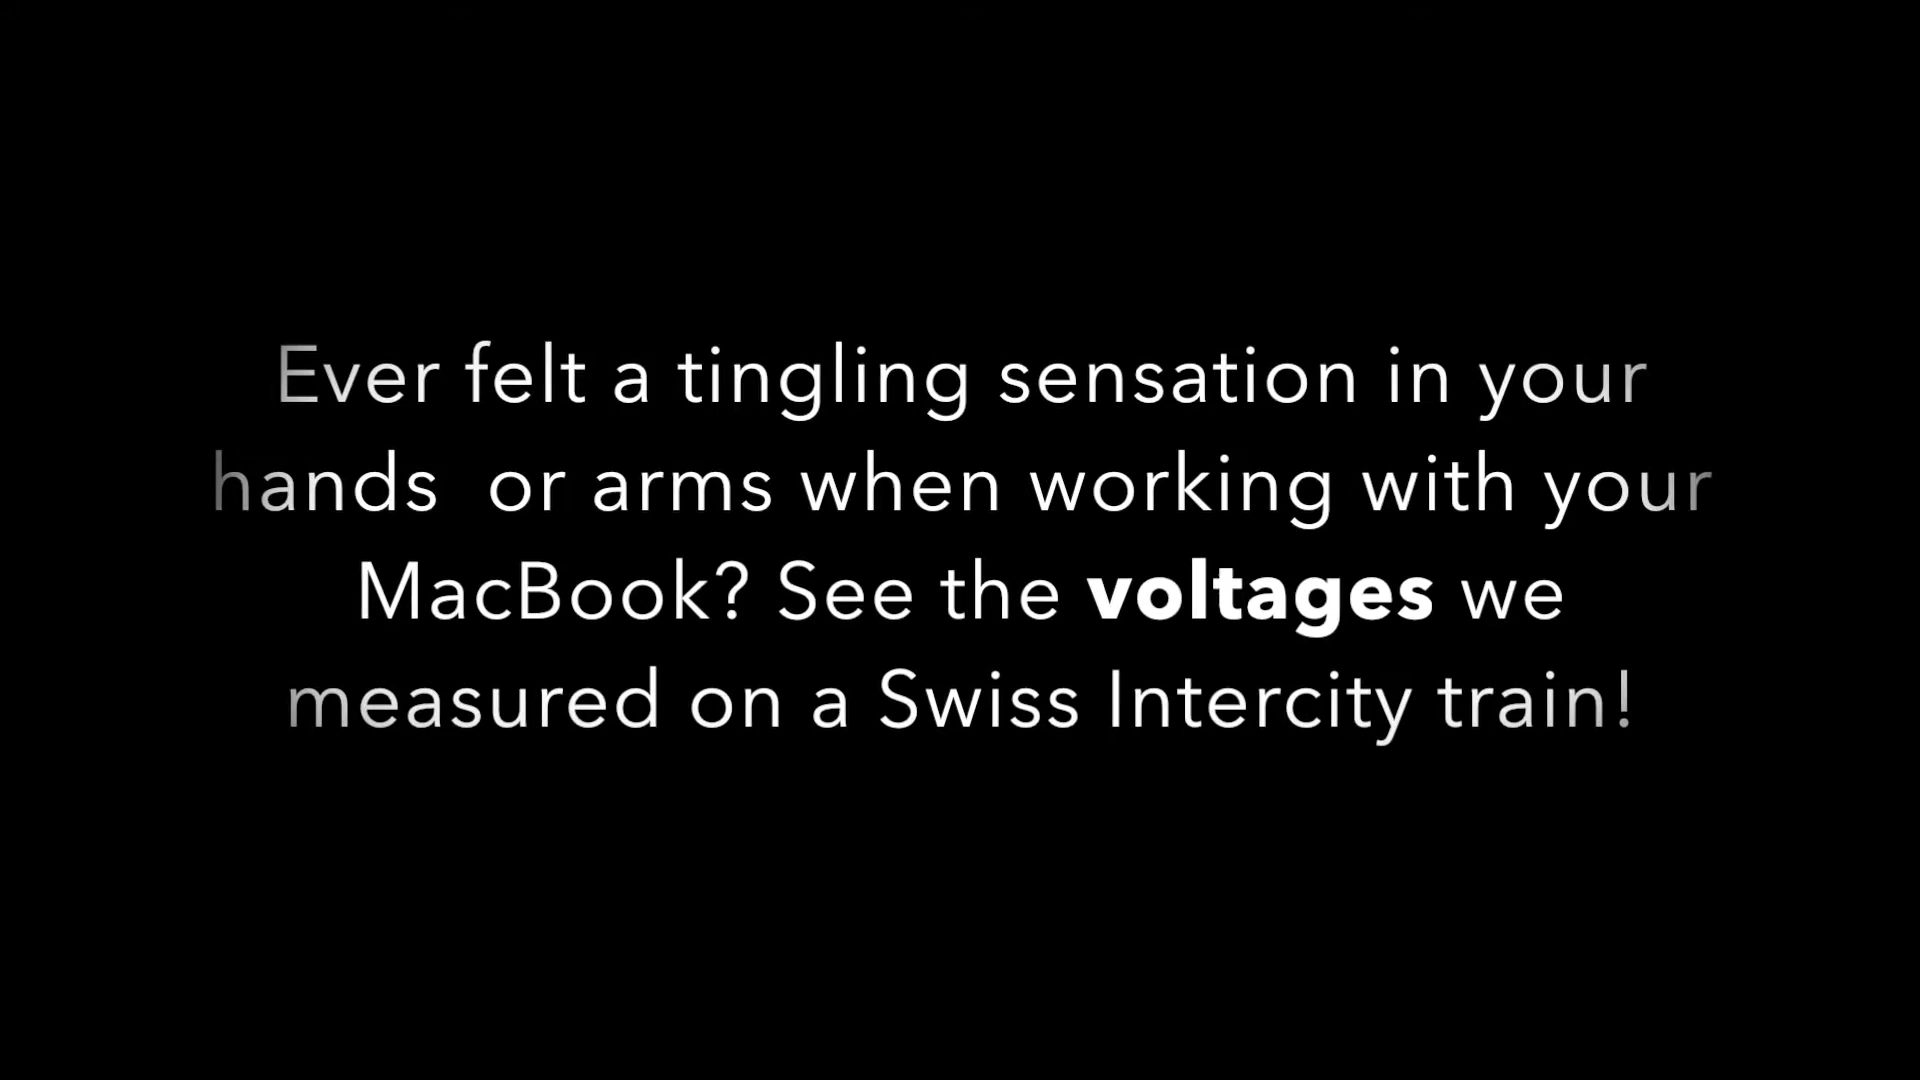 Ever felt a tingling sensation in your
hands  or arms when working with your
MacBook? See the voltages we
measured on a Swiss Intercity train!